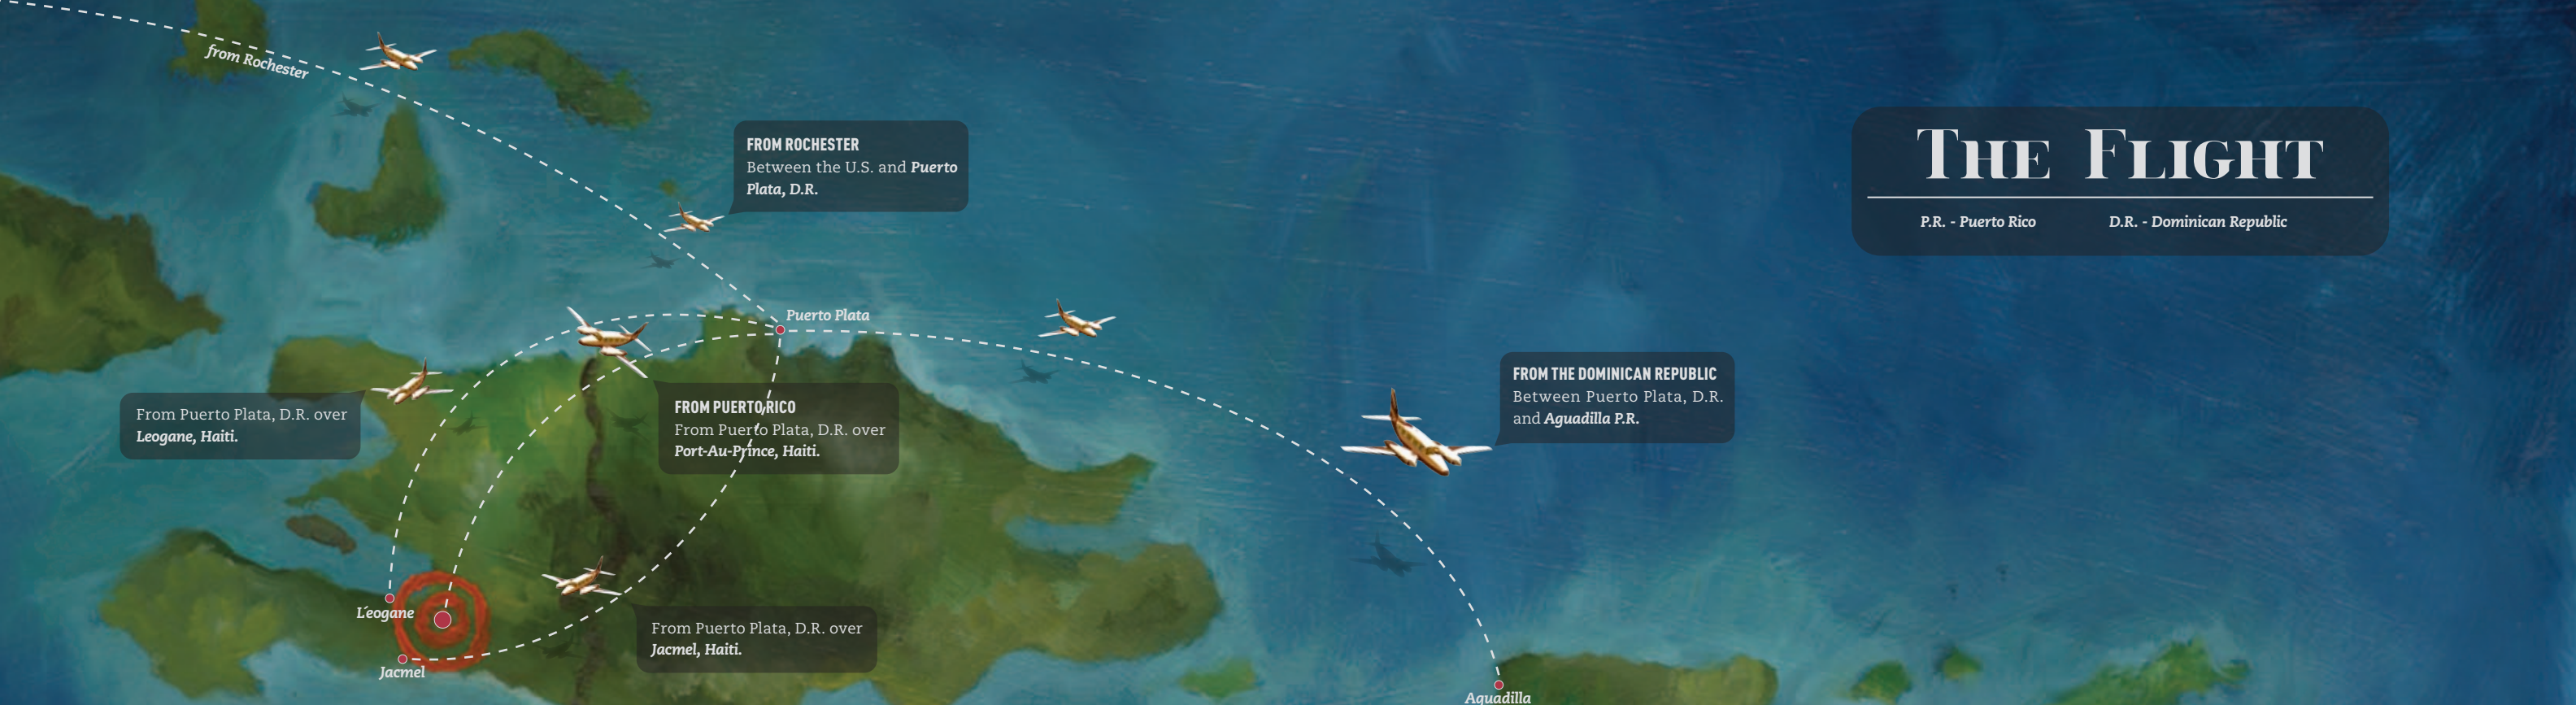 from Rochester
FROM ROCHESTER
Between the U.S. and Puerto
Plata, D.R.
THE FLIGHT
P.R. - Puerto Rico
D.R. - Dominican Republic
Puerto Plata
FROM THE DOMINICAN REPUBLIC
Between Puerto Plata, D.R.
and Aguadilla P.R.
From Puerto Plata, D.R. over
Leogane, Haiti.
FROM PUERTO RICO
From Puerto Plata, D.R. over
Port-Au-Prince, Haiti.
L´eogane
From Puerto Plata, D.R. over
Jacmel, Haiti.
Jacmel
Aguadilla